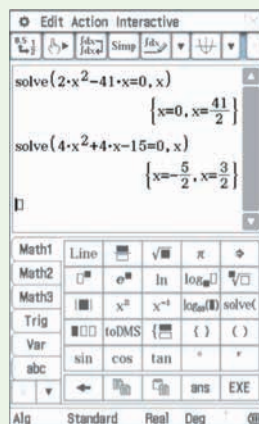 Edit Action Interactive
Simp
solve(2·x²-41·x=0, x)
{x=0, x=41/2}
solve(4·x²+4·x-15=0, x)
{x=-5/2, x=3/2}
Math1 Line √■ π ⇒
Math2 □■ e■ ln log■□ ■√□
Math3 |■| x² x⁻¹ log₁₀(■) solve(
Trig ■□□ toDMS {■ { } ( )
Var sin cos tan ° ′
abc
← ans EXE
Alg Standard Real Deg